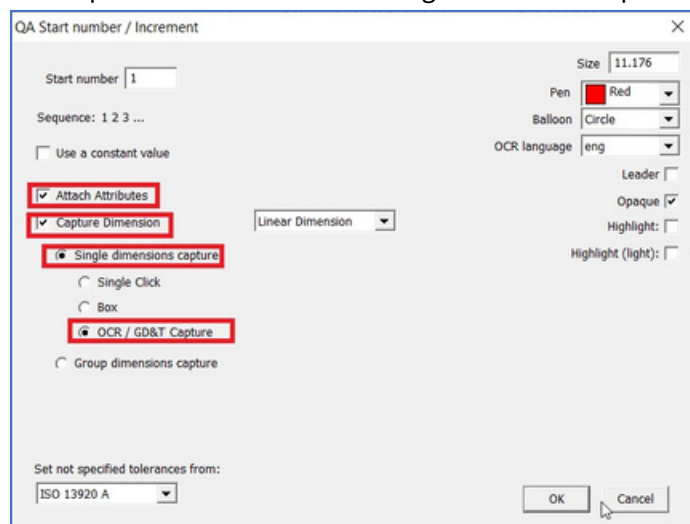 QA Start number / Increment
Start number 1
Size 11.176
Pen Red
Sequence: 1 2 3 ...
Balloon Circle
Use a constant value
OCR language eng
Leader
Attach Attributes
Opaque
Capture Dimension Linear Dimension
Highlight:
Single dimensions capture
Highlight (light):
Single Click
Box
OCR / GD&T Capture
Group dimensions capture
Set not specified tolerances from:
ISO 13920 A
OK Cancel